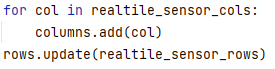 for col in realtile_sensor_cols:
    columns.add(col)
rows.update(realtile_sensor_rows)